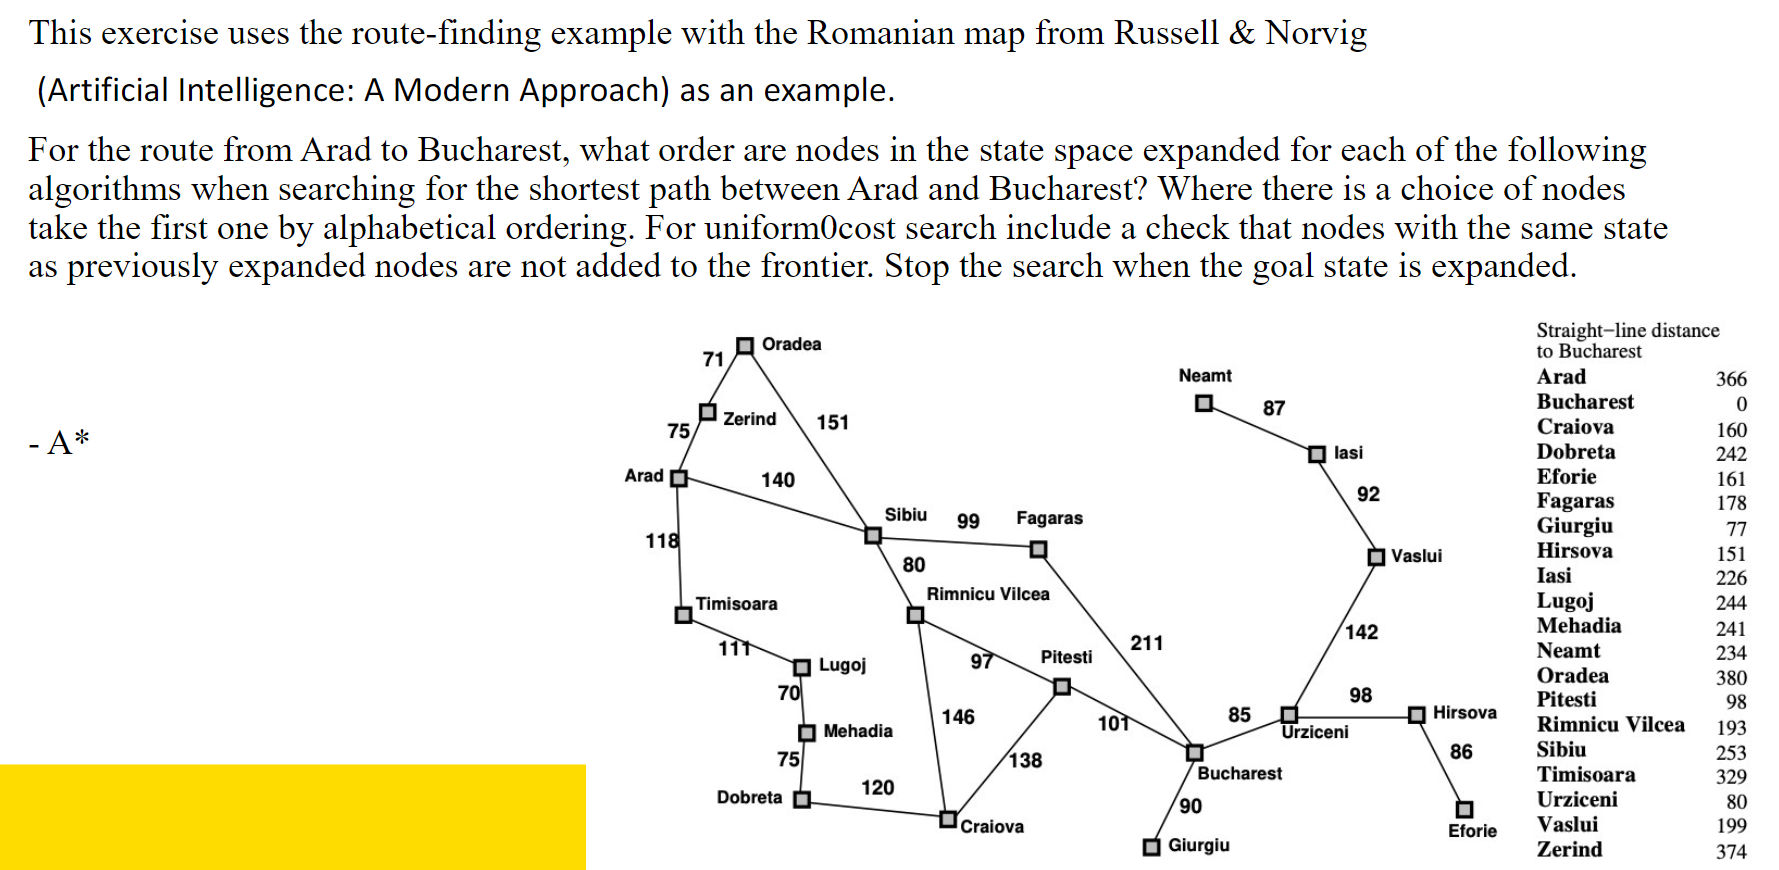 This exercise uses the route-finding example with the Romanian map from Russell & Norvig
(Artificial Intelligence: A Modern Approach) as an example.
For the route from Arad to Bucharest, what order are nodes in the state space expanded for each of the following
algorithms when searching for the shortest path between Arad and Bucharest? Where there is a choice of nodes
take the first one by alphabetical ordering. For uniform0cost search include a check that nodes with the same state
as previously expanded nodes are not added to the frontier. Stop the search when the goal state is expanded.
- A*
Oradea
71
Neamt
87
Zerind
151
75
Iasi
Arad
140
92
Sibiu
99
Fagaras
118
80
Vaslui
Rimnicu Vilcea
Timisoara
142
111
211
97
Pitesti
Lugoj
70
98
146
85
Hirsova
101
Mehadia
Urziceni
86
75
138
Bucharest
120
Dobreta
90
Craiova
Eforie
Giurgiu
Straight-line distance
to Bucharest
Arad 366
Bucharest 0
Craiova 160
Dobreta 242
Eforie 161
Fagaras 178
Giurgiu 77
Hirsova 151
Iasi 226
Lugoj 244
Mehadia 241
Neamt 234
Oradea 380
Pitesti 98
Rimnicu Vilcea 193
Sibiu 253
Timisoara 329
Urziceni 80
Vaslui 199
Zerind 374